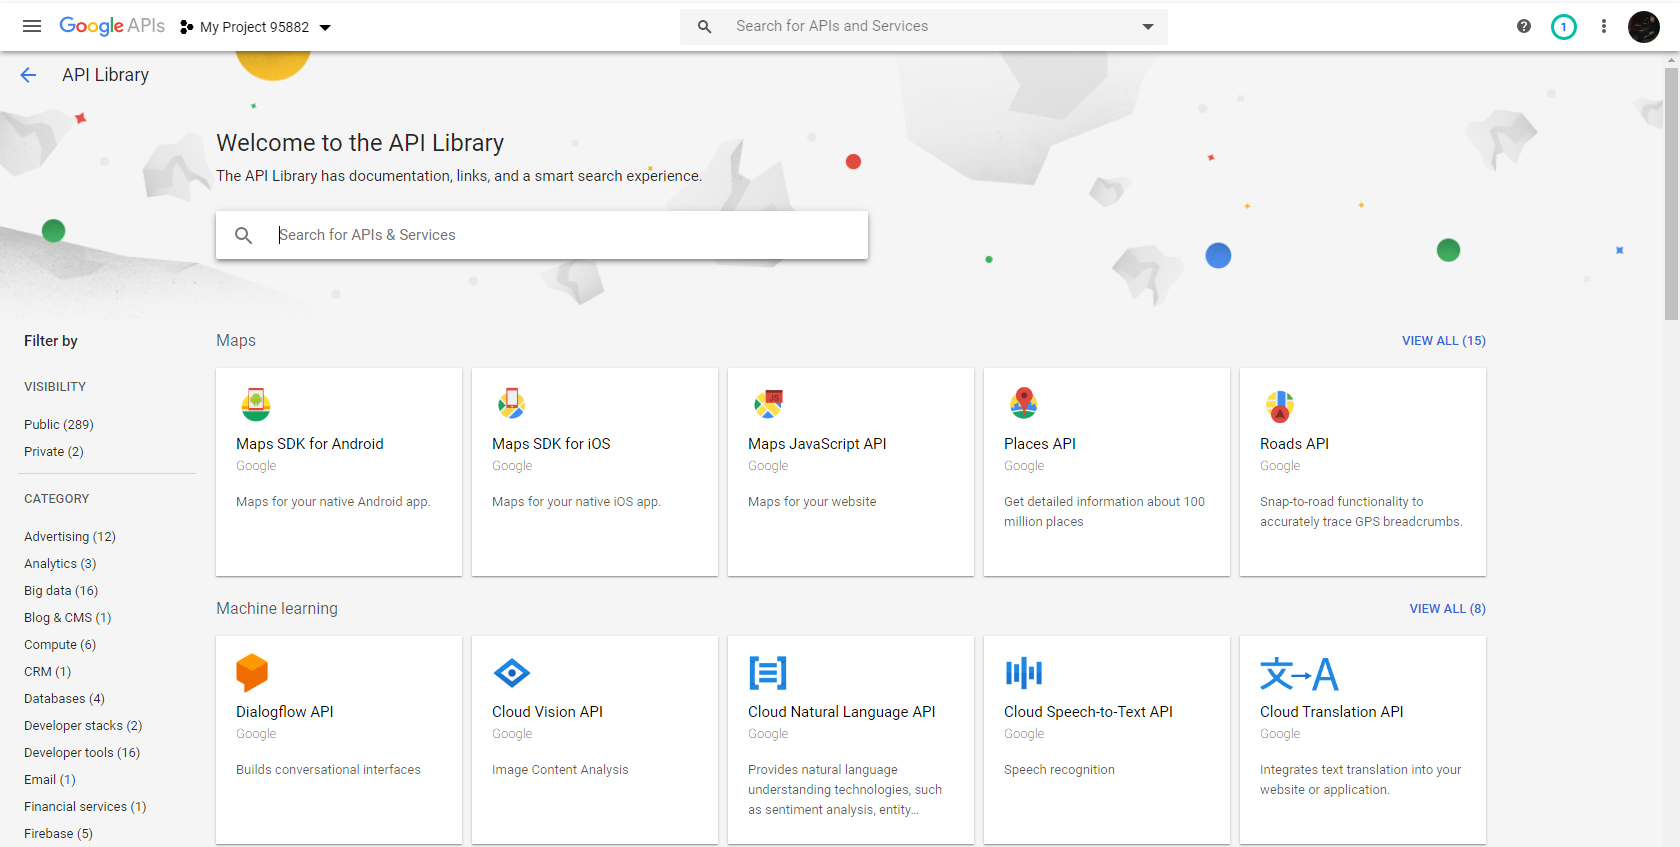 Google APIs
My Project 95882
Search for APIs and Services
1
API Library
Welcome to the API Library
The API Library has documentation, links, and a smart search experience.
Search for APIs & Services
Filter by
VISIBILITY
Public (289)
Private (2)
CATEGORY
Advertising (12)
Analytics (3)
Big data (16)
Blog & CMS (1)
Compute (6)
CRM (1)
Databases (4)
Developer stacks (2)
Developer tools (16)
Email (1)
Financial services (1)
Firebase (5)
Maps
VIEW ALL (15)
Maps SDK for Android
Google
Maps for your native Android app.
Maps SDK for iOS
Google
Maps for your native iOS app.
JS
Maps JavaScript API
Google
Maps for your website
Places API
Google
Get detailed information about 100
million places
Roads API
Google
Snap-to-road functionality to
accurately trace GPS breadcrumbs.
Machine learning
VIEW ALL (8)
Dialogflow API
Google
Builds conversational interfaces
Cloud Vision API
Google
Image Content Analysis
Cloud Natural Language API
Google
Provides natural language
understanding technologies, such
as sentiment analysis, entity...
Cloud Speech-to-Text API
Google
Speech recognition
文→A
Cloud Translation API
Google
Integrates text translation into your
website or application.